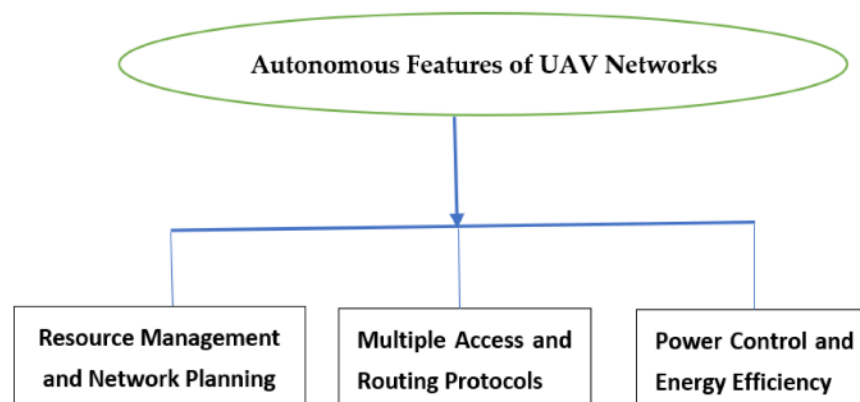 Autonomous Features of UAV Networks
Resource Management
and Network Planning
Multiple Access and
Routing Protocols
Power Control and
Energy Efficiency